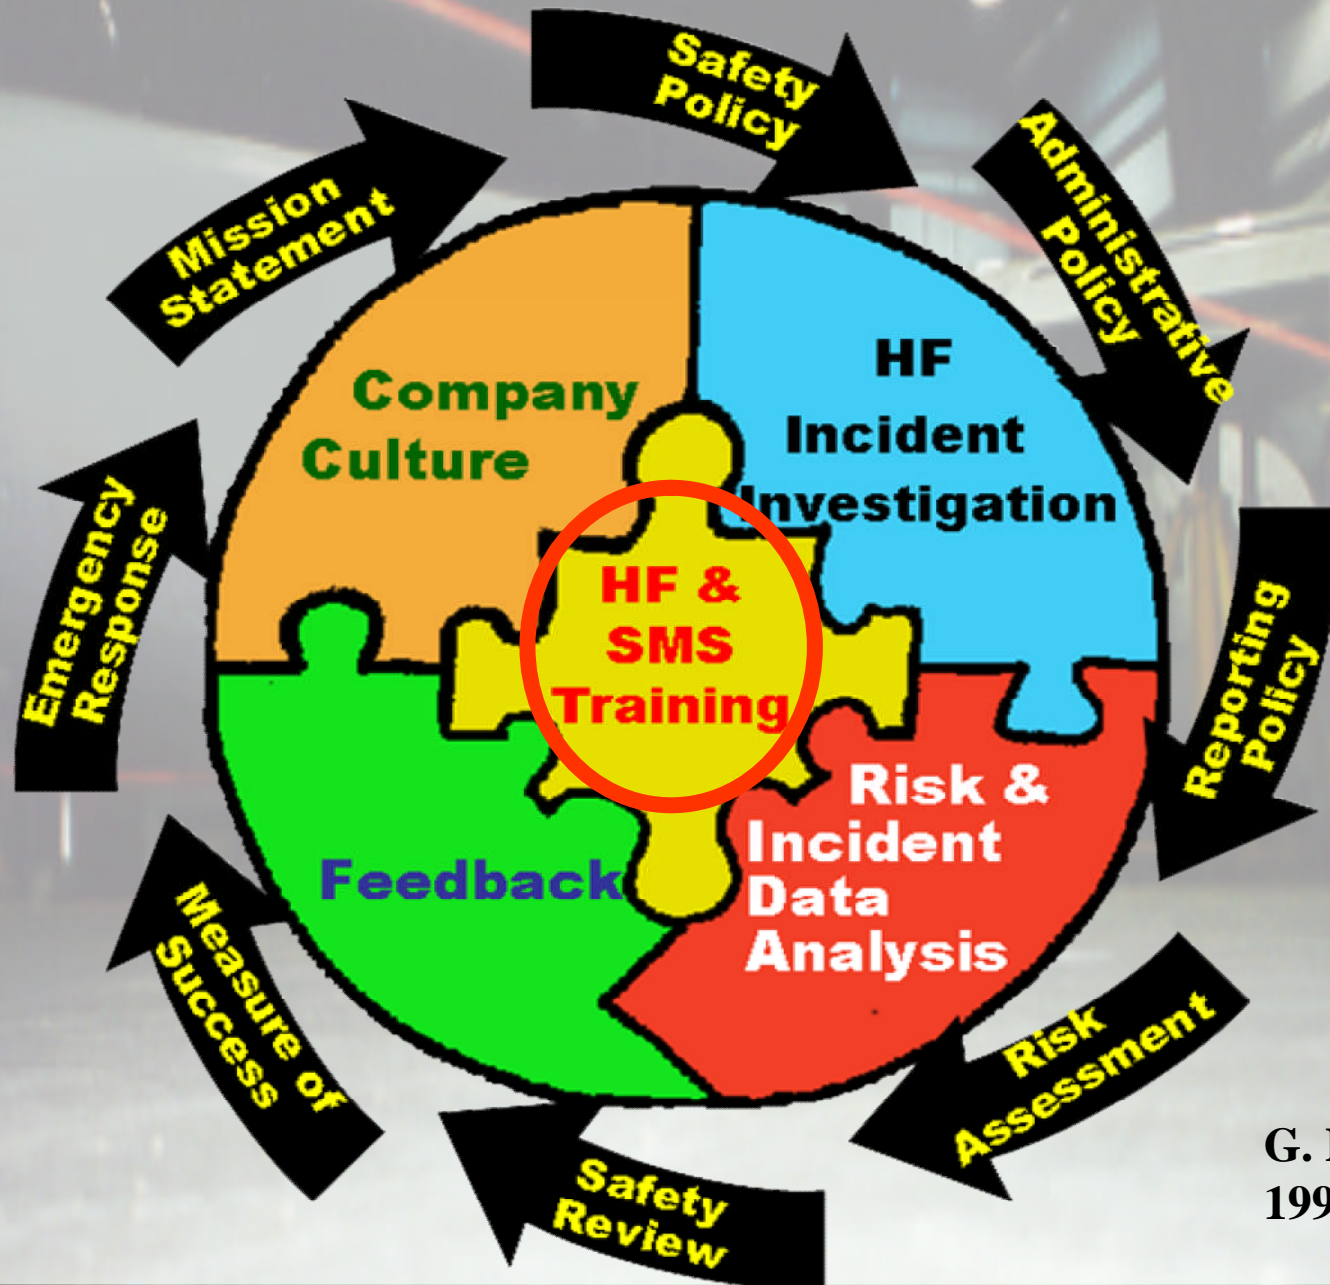 Safety
Policy
Administrative
Policy
Reporting
Policy
Risk
Assessment
Safety
Review
Measure of
Success
Emergency
Response
Mission
Statement
Company
Culture
HF
Incident
Investigation
HF &
SMS
Training
Feedback
Risk &
Incident
Data
Analysis
G.